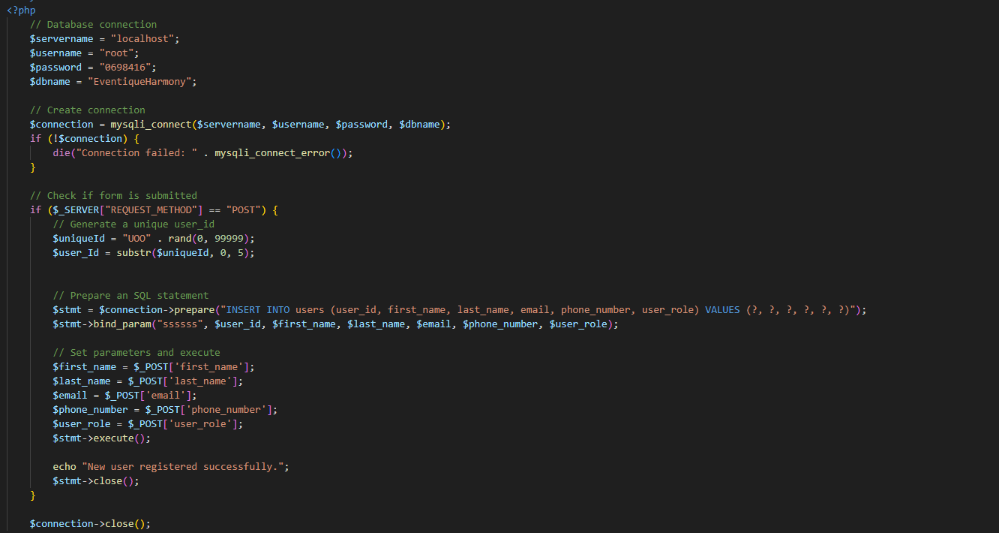 <?php
// Database connection
$servername = "localhost";
$username = "root";
$password = "0698416";
$dbname = "EventiqueHarmony";
// Create connection
$connection = mysqli_connect($servername, $username, $password, $dbname);
if (!$connection) {
die("Connection failed: " . mysqli_connect_error());
}
// Check if form is submitted
if ($_SERVER["REQUEST_METHOD"] == "POST") {
// Generate a unique user_id
$uniqueId = "UOO" . rand(0, 99999);
$user_Id = substr($uniqueId, 0, 5);
// Prepare an SQL statement
$stmt = $connection->prepare("INSERT INTO users (user_id, first_name, last_name, email, phone_number, user_role) VALUES (?, ?, ?, ?, ?, ?)");
$stmt->bind_param("ssssss", $user_id, $first_name, $last_name, $email, $phone_number, $user_role);
// Set parameters and execute
$first_name = $_POST['first_name'];
$last_name = $_POST['last_name'];
$email = $_POST['email'];
$phone_number = $_POST['phone_number'];
$user_role = $_POST['user_role'];
$stmt->execute();
echo "New user registered successfully.";
$stmt->close();
}
$connection->close();